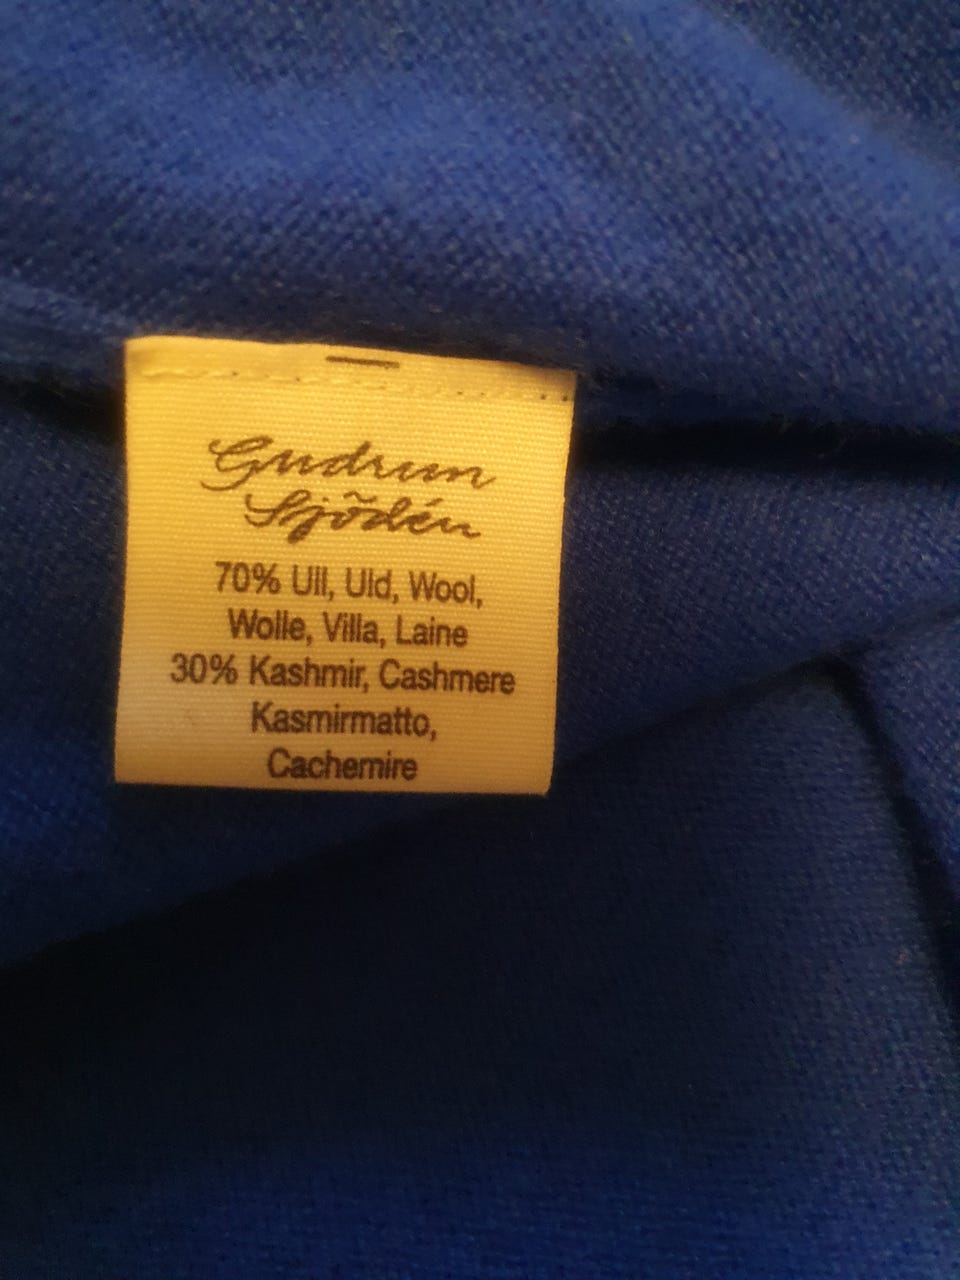 Gudrun
Sjödén
70% Ull, Uld, Wool,
Wolle, Villa, Laine
30% Kashmir, Cashmere
Kasmirmatto,
Cachemire